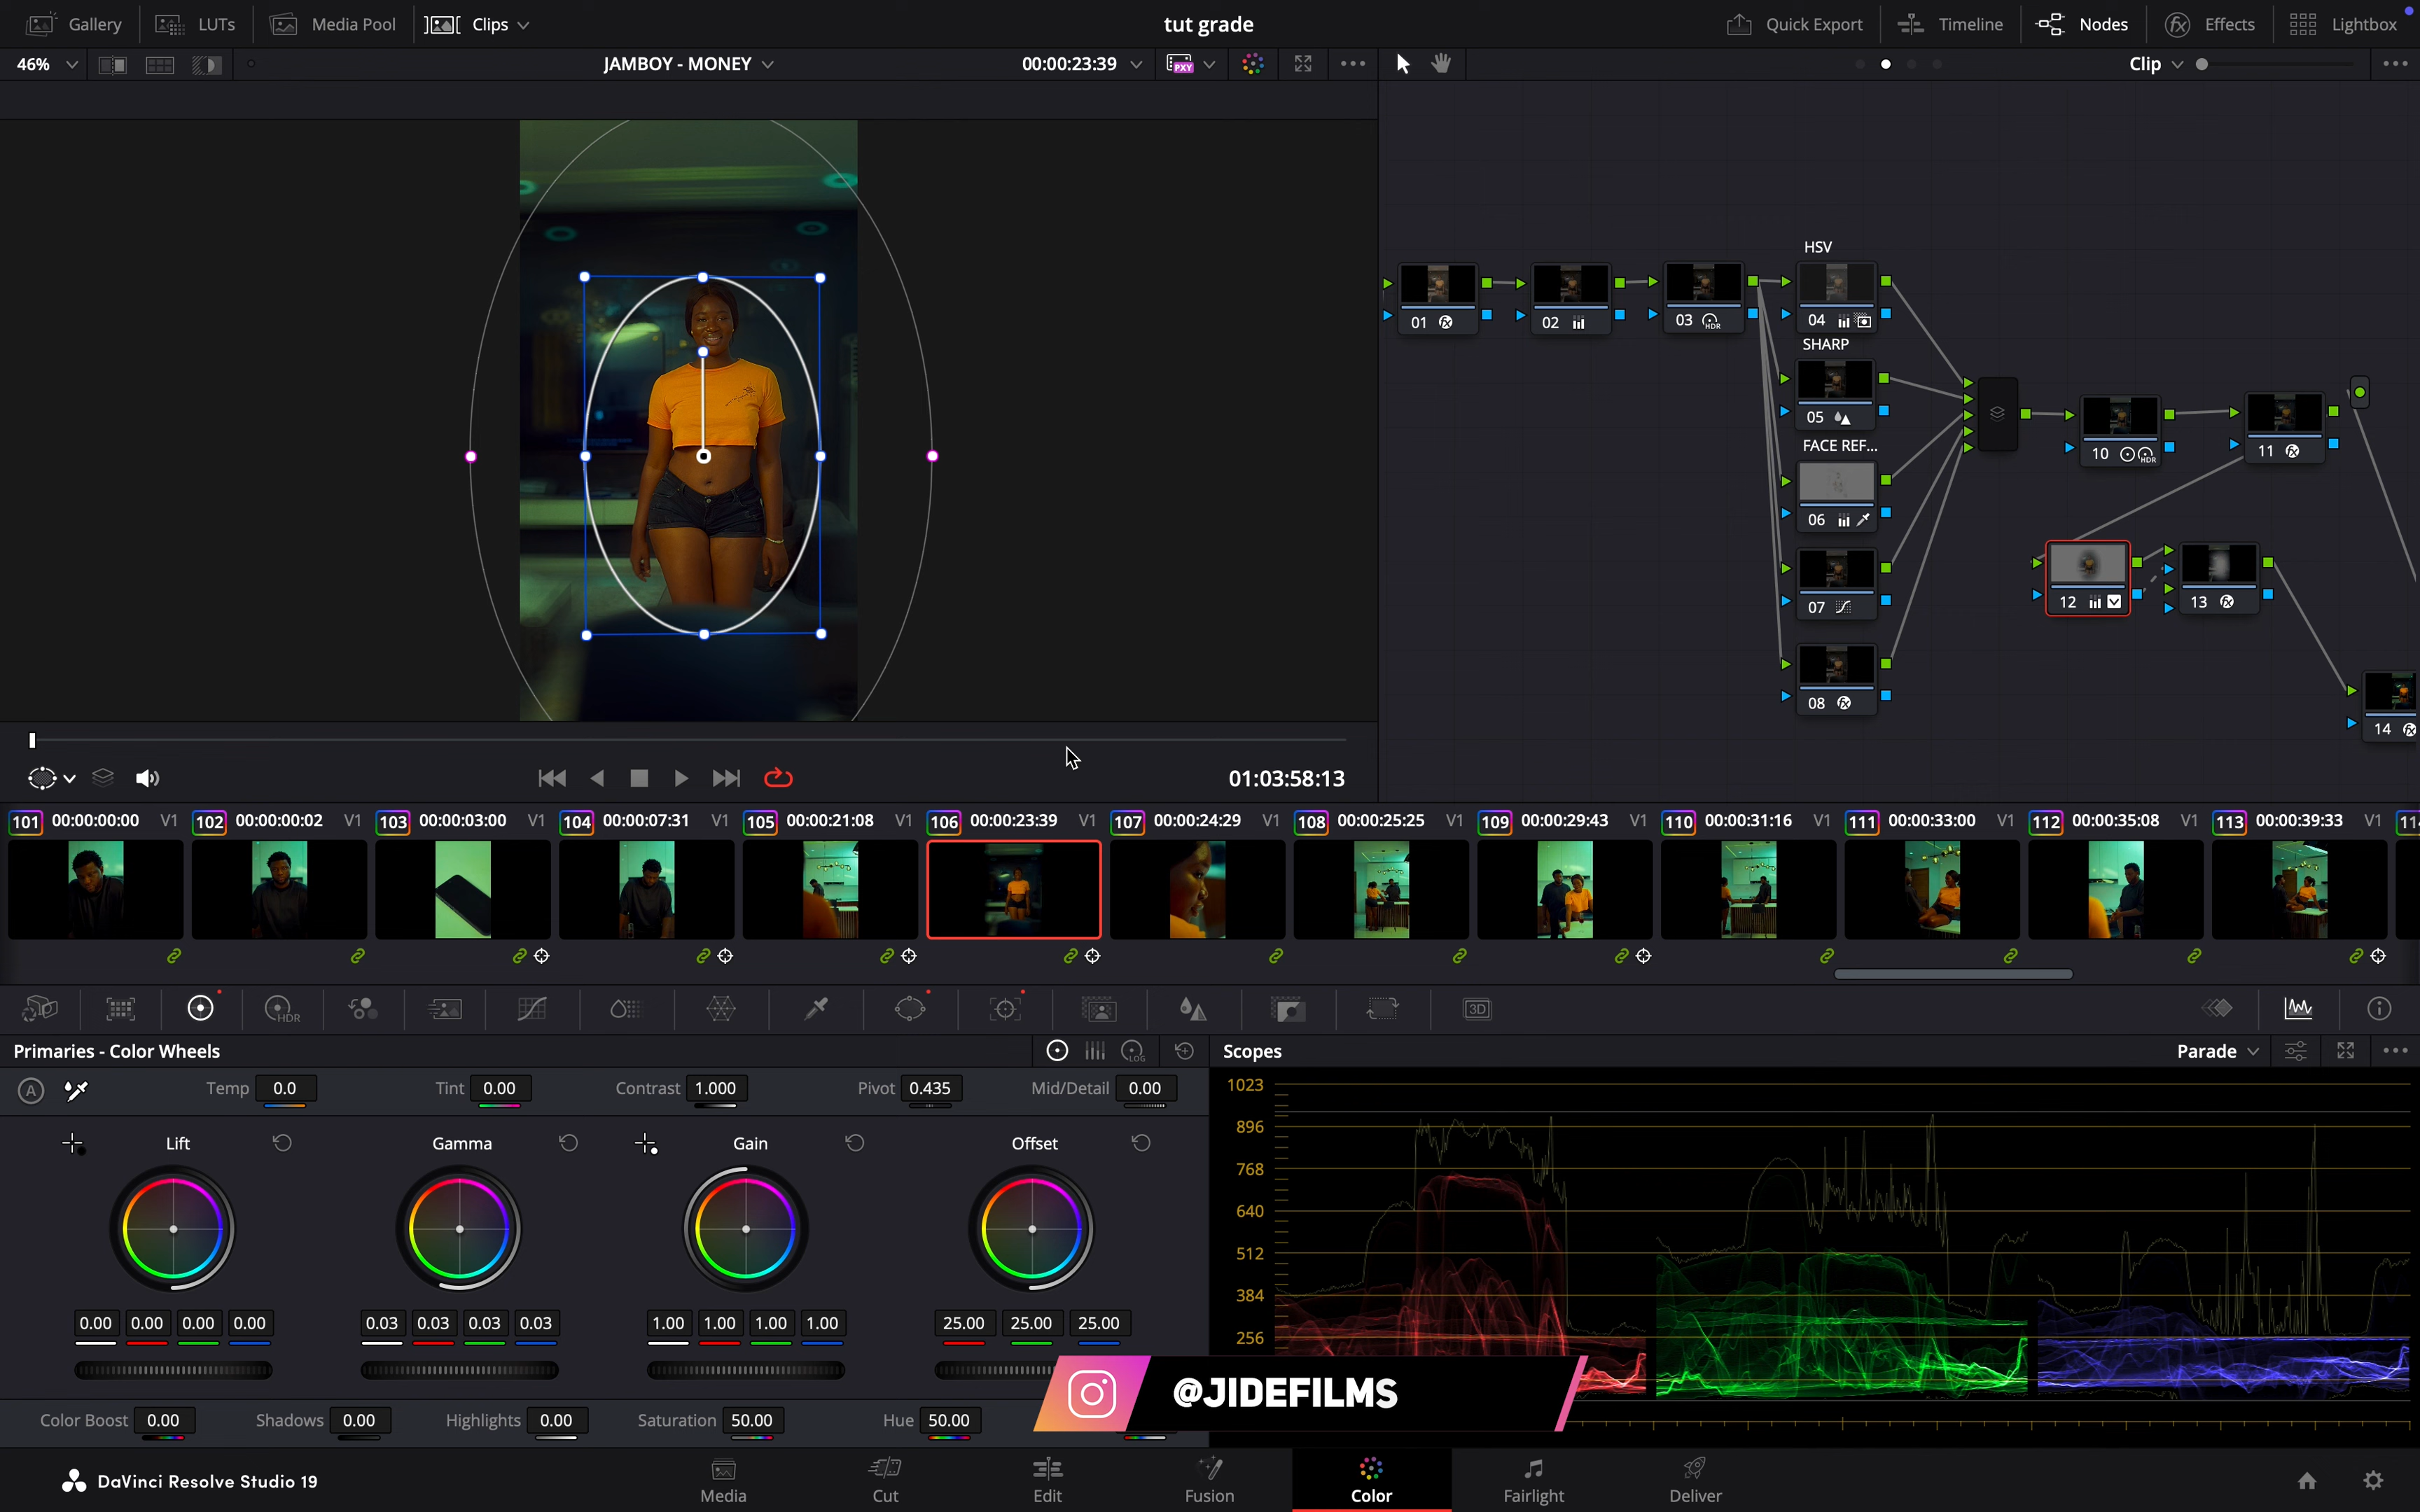 Gallery LUTs Media Pool Clips tut grade Quick Export Timeline Nodes Effects Lightbox
46% JAMBOY - MONEY 00:00:23:39 PXY Clip
HSV
01 02 03 HDR 04
SHARP
05
FACE REF...
06
07
08
10 HDR 11
12 13
14
01:03:58:13
101 00:00:00:00 V1 102 00:00:00:02 V1 103 00:00:03:00 V1 104 00:00:07:31 V1 105 00:00:21:08 V1 106 00:00:23:39 V1 107 00:00:24:29 V1 108 00:00:25:25 V1 109 00:00:29:43 V1 110 00:00:31:16 V1 111 00:00:33:00 V1 112 00:00:35:08 V1 113 00:00:39:33 V1
HDR 3D
Primaries - Color Wheels LOG Scopes Parade
A Temp 0.0 Tint 0.00 Contrast 1.000 Pivot 0.435 Mid/Detail 0.00
Lift Gamma Gain Offset
0.00 0.00 0.00 0.00 0.03 0.03 0.03 0.03 1.00 1.00 1.00 1.00 25.00 25.00 25.00
Color Boost 0.00 Shadows 0.00 Highlights 0.00 Saturation 50.00 Hue 50.00
1023
896
768
640
512
384
256
@JIDEFILMS
DaVinci Resolve Studio 19 Media Cut Edit Fusion Color Fairlight Deliver